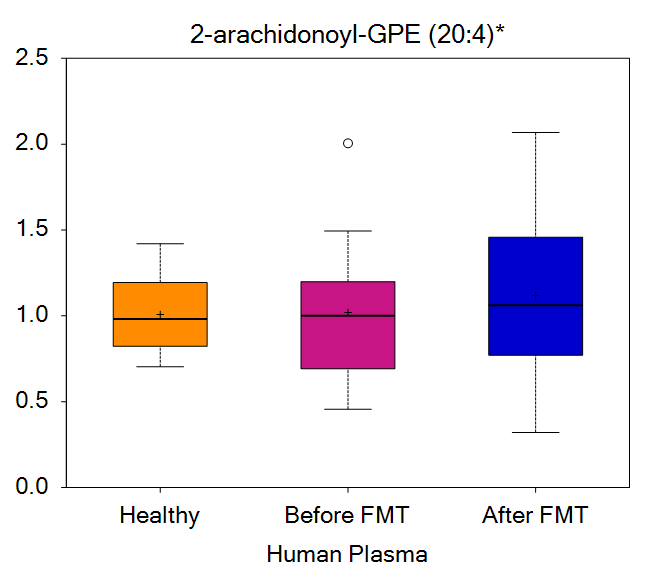 2-arachidonoyl-GPE (20:4)*
2.5
2.0
1.5
1.0
0.5
0.0
Healthy Before FMT After FMT
Human Plasma